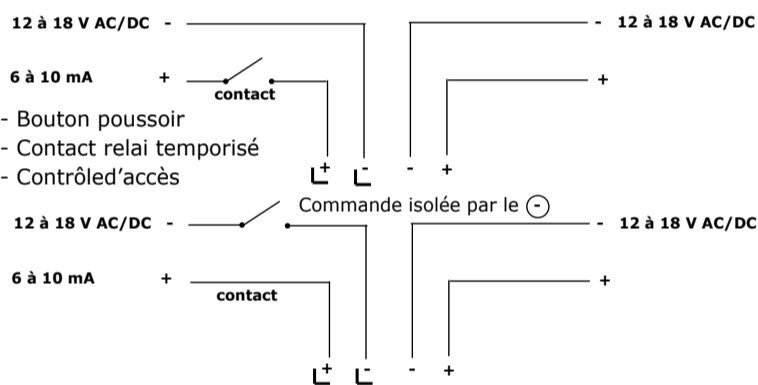 12 à 18 V AC/DC - - 12 à 18 V AC/DC
6 à 10 mA + +
contact
- Bouton poussoir
- Contact relai temporisé
- Contrôled'accès
L+ L- - +
Commande isolée par le -
12 à 18 V AC/DC - - 12 à 18 V AC/DC
6 à 10 mA + +
contact
L+ L- - +